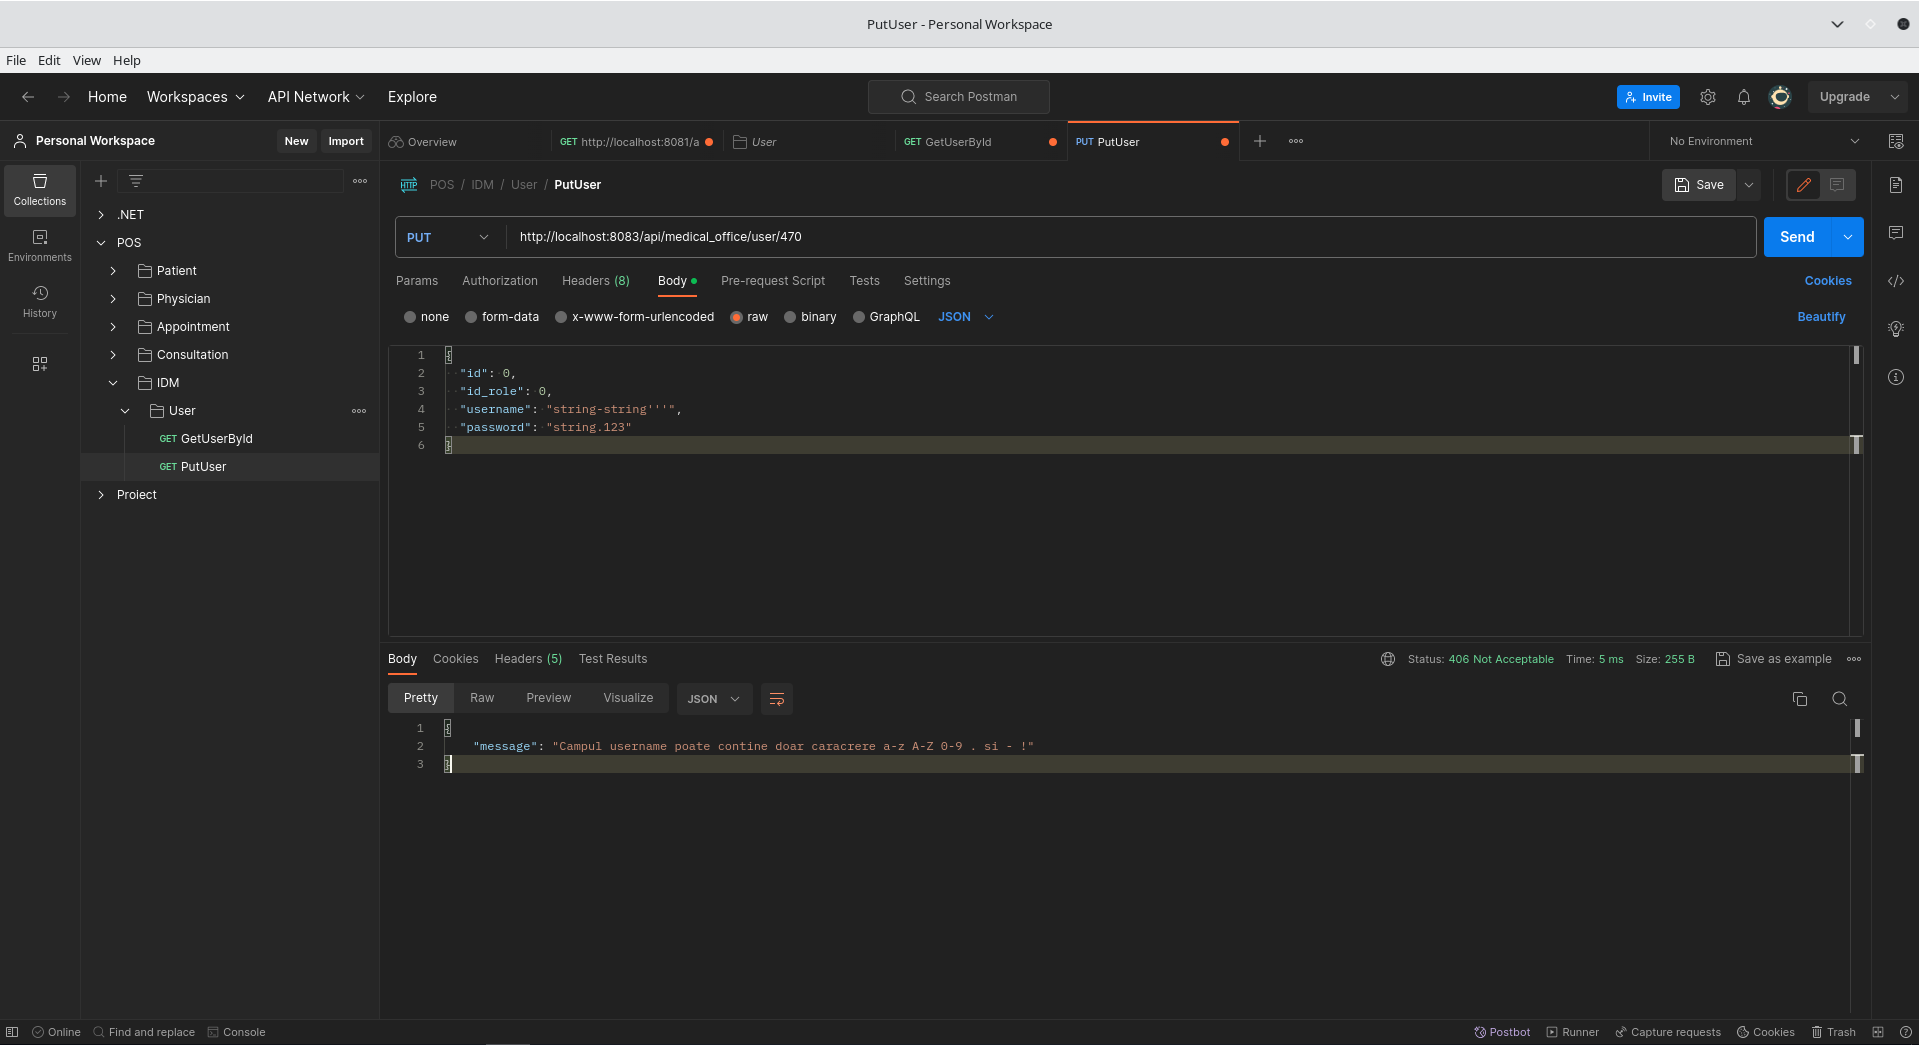 PutUser - Personal Workspace
File Edit View Help
Home Workspaces API Network Explore
Search Postman
Invite
Upgrade
Personal Workspace New Import
Overview GET http://localhost:8081/a User GET GetUserById PUT PutUser
No Environment
Collections
Environments
History
.NET
POS
Patient
Physician
Appointment
Consultation
IDM
User
GET GetUserById
GET PutUser
Proiect
HTTP POS / IDM / User / PutUser
Save
PUT http://localhost:8083/api/medical_office/user/470
Send
Params Authorization Headers (8) Body Pre-request Script Tests Settings
Cookies
none form-data x-www-form-urlencoded raw binary GraphQL JSON
Beautify
1 {
2 "id": 0,
3 "id_role": 0,
4 "username": "string-string'''",
5 "password": "string.123"
6 }
Body Cookies Headers (5) Test Results
Status: 406 Not Acceptable Time: 5 ms Size: 255 B Save as example
Pretty Raw Preview Visualize JSON
1 {
2 "message": "Campul username poate contine doar caracrere a-z A-Z 0-9 . si - !"
3 }
Online Find and replace Console
Postbot Runner Capture requests Cookies Trash